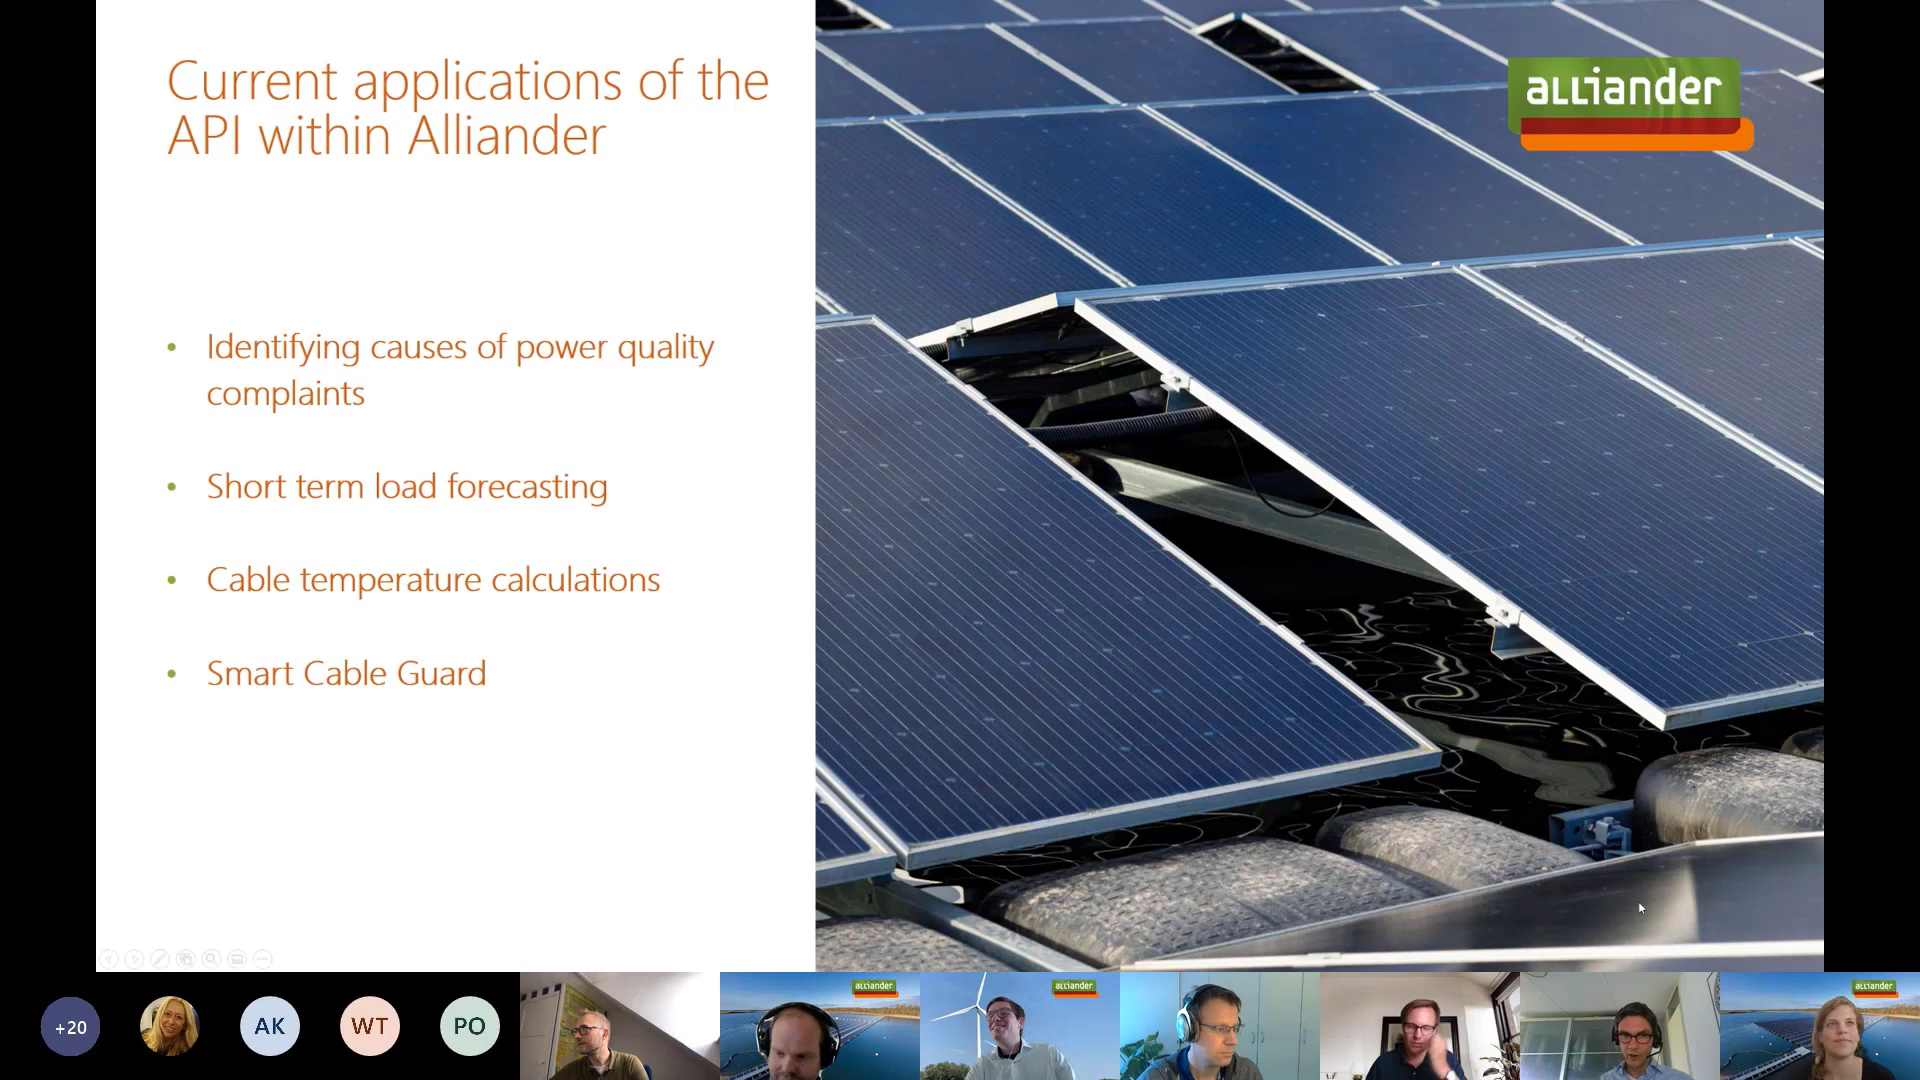 Current applications of the
API within Alliander
alliander
• Identifying causes of power quality
complaints
• Short term load forecasting
• Cable temperature calculations
• Smart Cable Guard
+20
AK
WT
PO
alliander
alliander
alliander